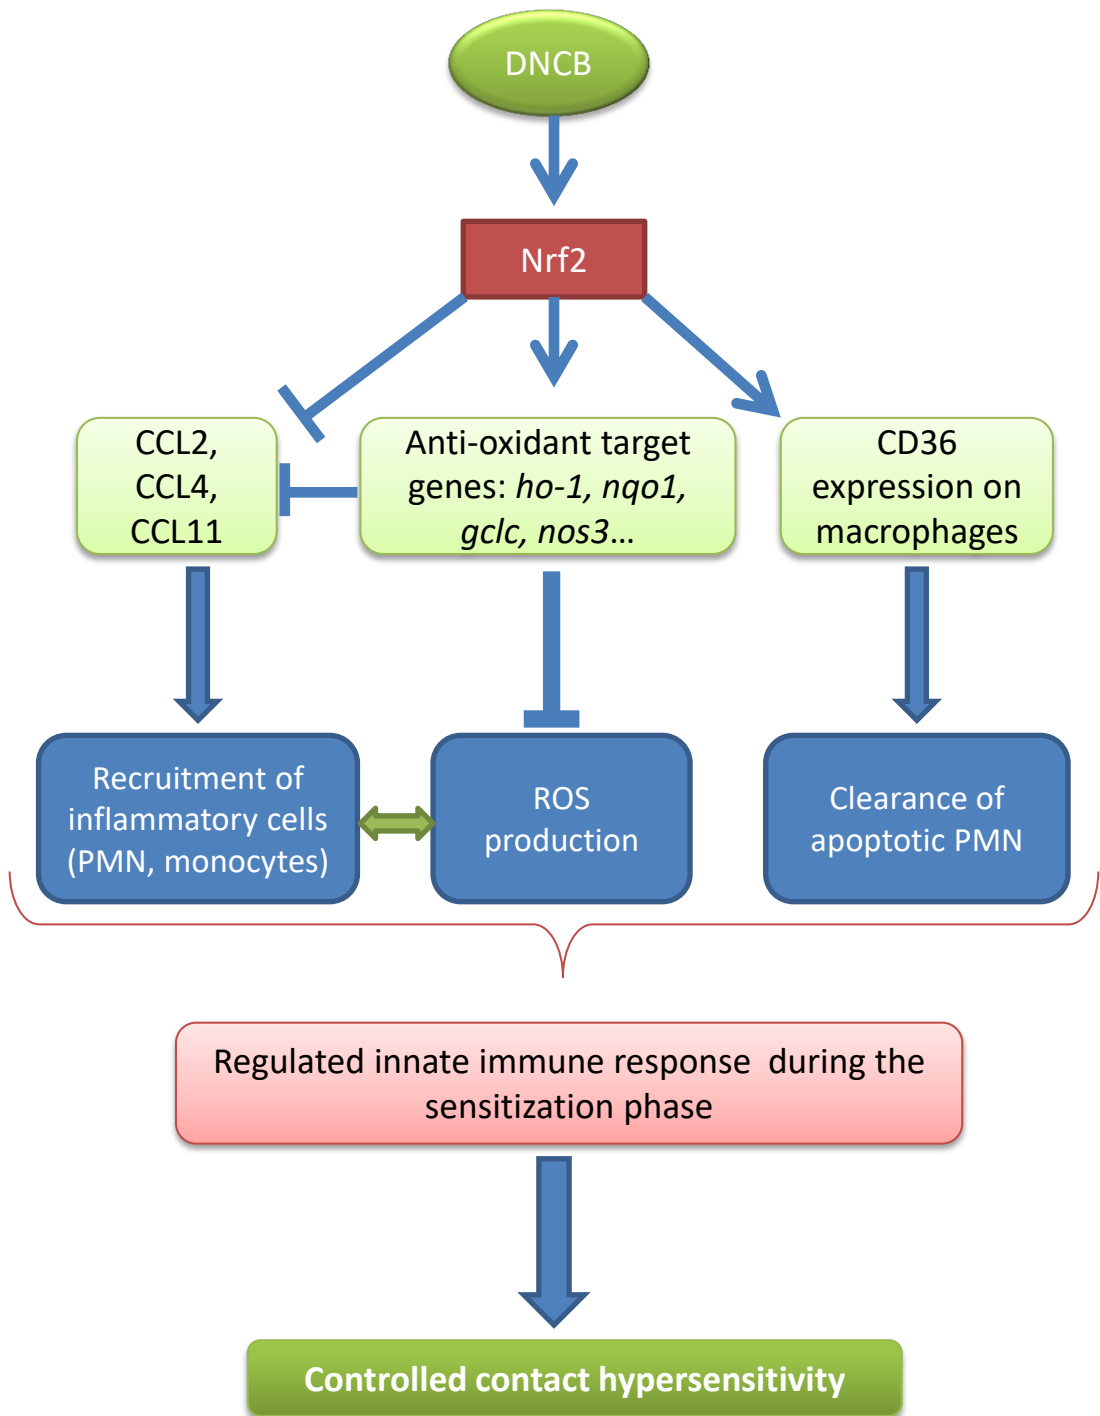 DNCB
Nrf2
CCL2,
CCL4,
CCL11
Anti-oxidant target
genes: ho-1, nqo1,
gclc, nos3...
CD36
expression on
macrophages
Recruitment of
inflammatory cells
(PMN, monocytes)
ROS
production
Clearance of
apoptotic PMN
Regulated innate immune response  during the
sensitization phase
Controlled contact hypersensitivity